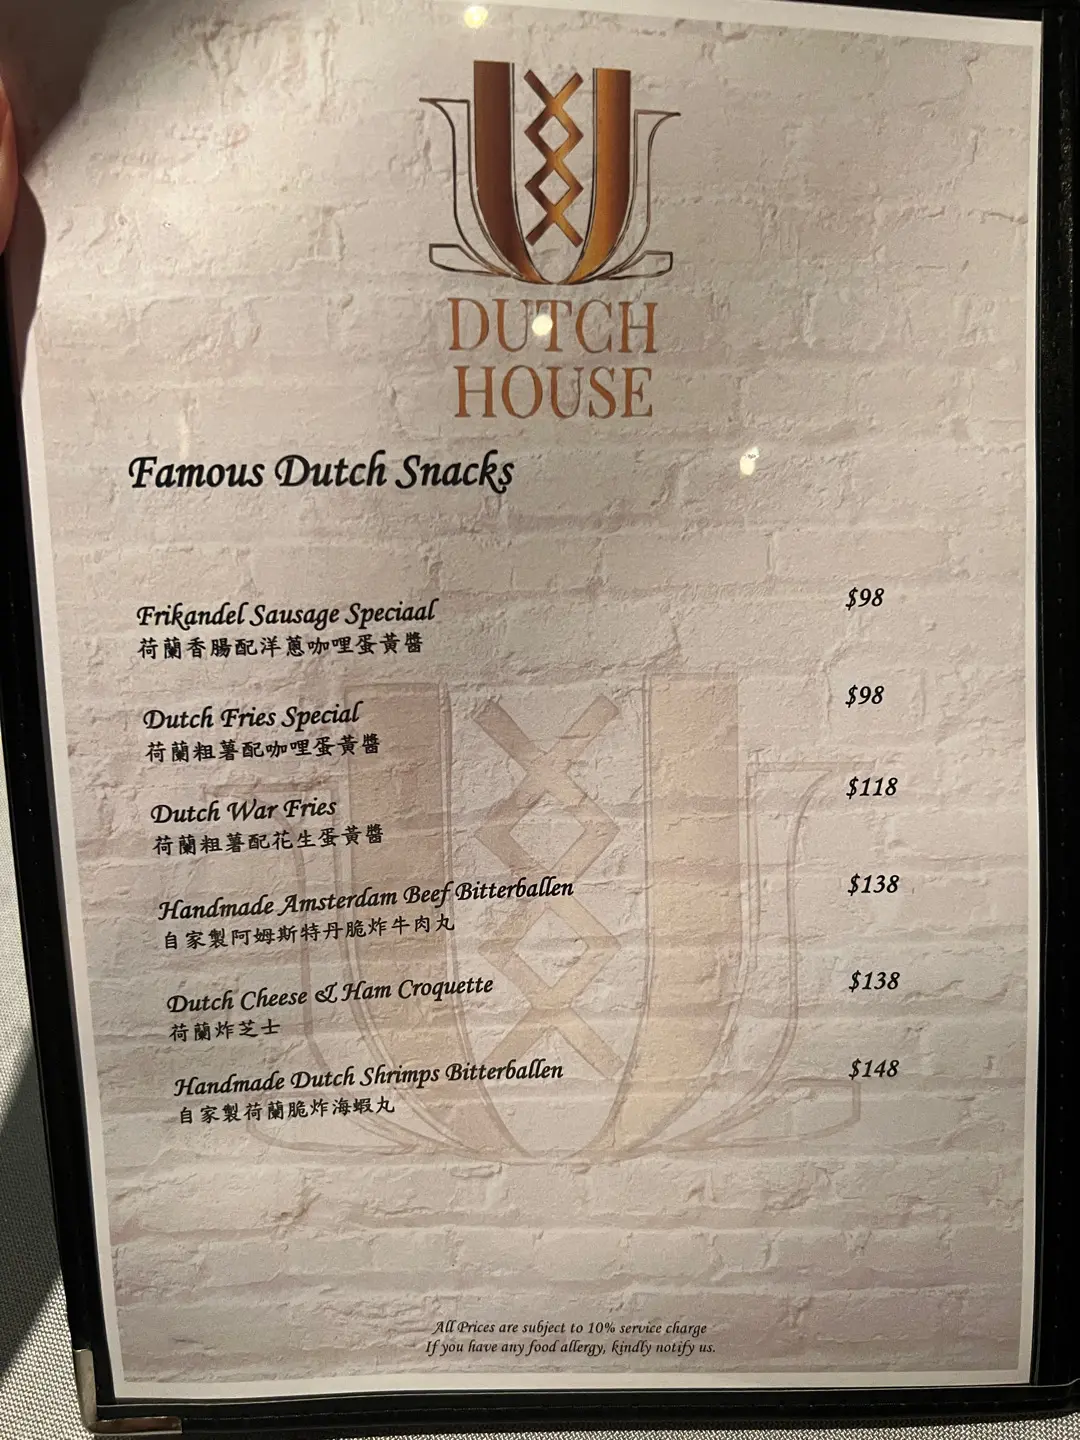 DUTCH
HOUSE
Famous Dutch Snacks
Frikandel Sausage Speciaal $98
荷蘭香腸配洋蔥咖哩蛋黃醬
Dutch Fries Special $98
荷蘭粗薯配咖哩蛋黃醬
Dutch War Fries $118
荷蘭粗薯配花生蛋黃醬
Handmade Amsterdam Beef Bitterballen $138
自家製阿姆斯特丹脆炸牛肉丸
Dutch Cheese & Ham Croquette $138
荷蘭炸芝士
Handmade Dutch Shrimps Bitterballen $148
自家製荷蘭脆炸海蝦丸
All Prices are subject to 10% service charge
If you have any food allergy, kindly notify us.